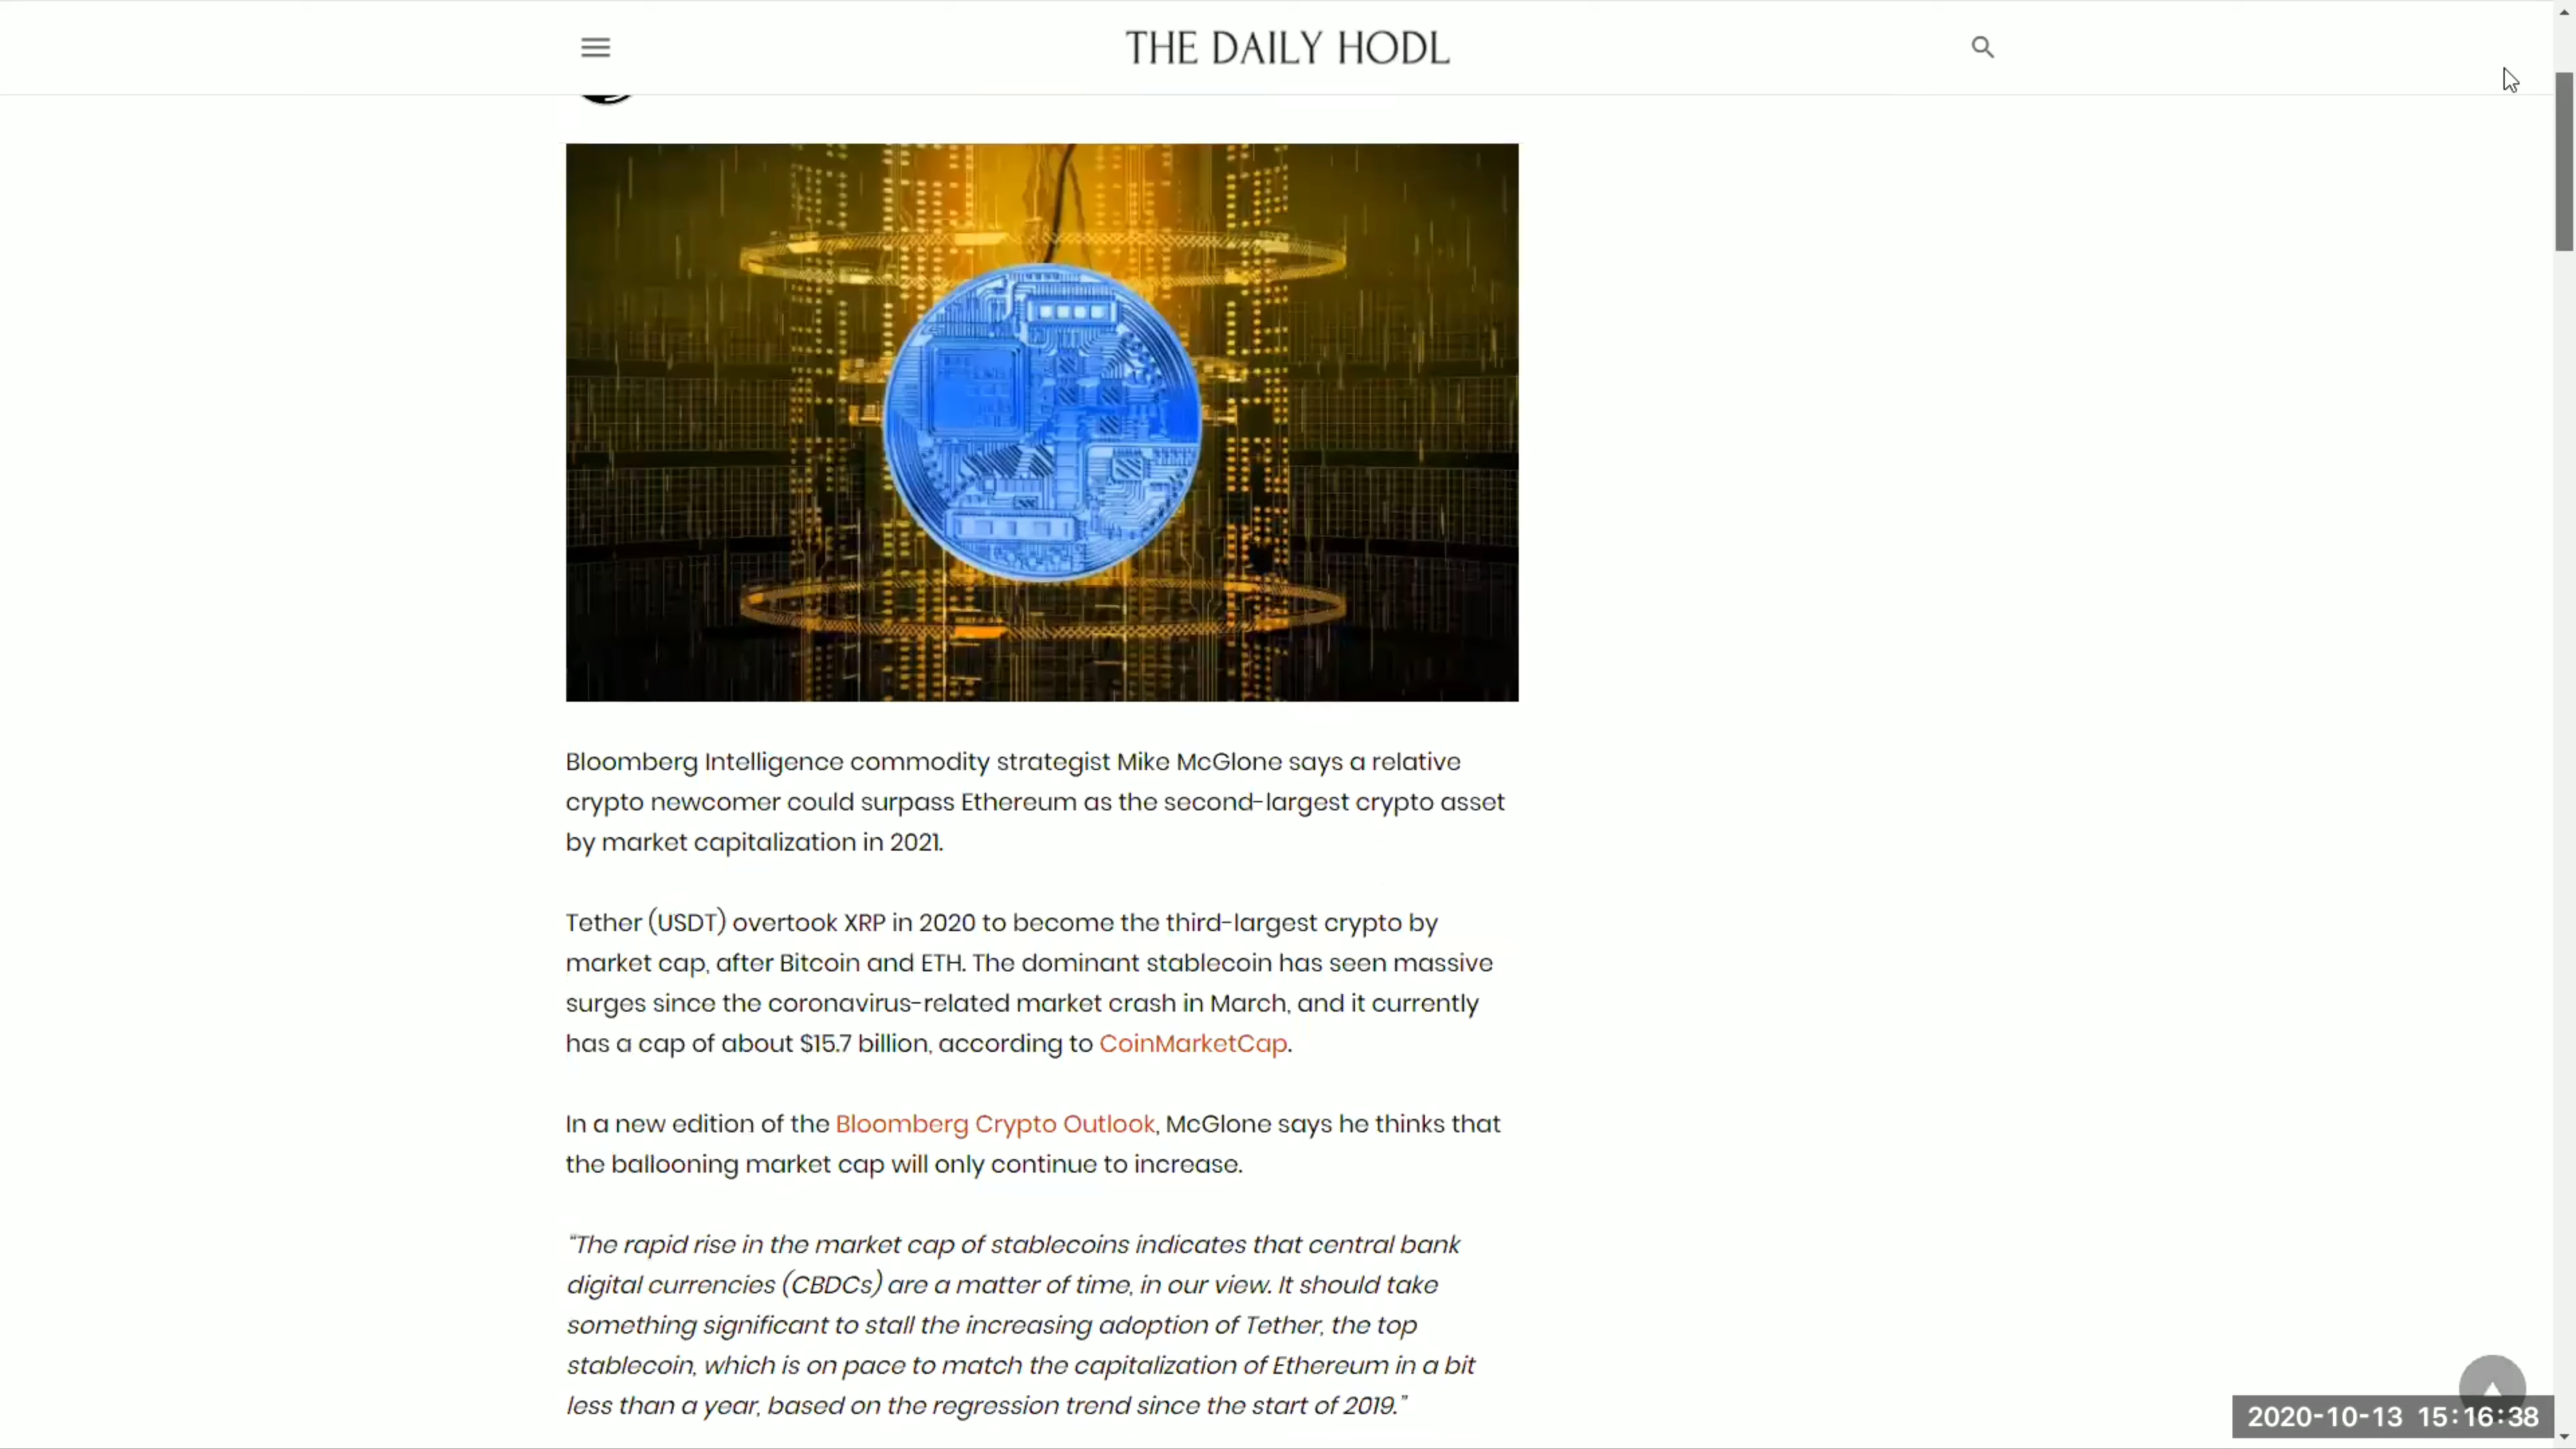 THE DAILY HODL
Bloomberg Intelligence commodity strategist Mike McGlone says a relative
crypto newcomer could surpass Ethereum as the second-largest crypto asset
by market capitalization in 2021.
Tether (USDT) overtook XRP in 2020 to become the third-largest crypto by
market cap, after Bitcoin and ETH. The dominant stablecoin has seen massive
surges since the coronavirus-related market crash in March, and it currently
has a cap of about $15.7 billion, according to CoinMarketCap.
In a new edition of the Bloomberg Crypto Outlook, McGlone says he thinks that
the ballooning market cap will only continue to increase.
“The rapid rise in the market cap of stablecoins indicates that central bank
digital currencies (CBDCs) are a matter of time, in our view. It should take
something significant to stall the increasing adoption of Tether, the top
stablecoin, which is on pace to match the capitalization of Ethereum in a bit
less than a year, based on the regression trend since the start of 2019.”
2020-10-13 15:16:38